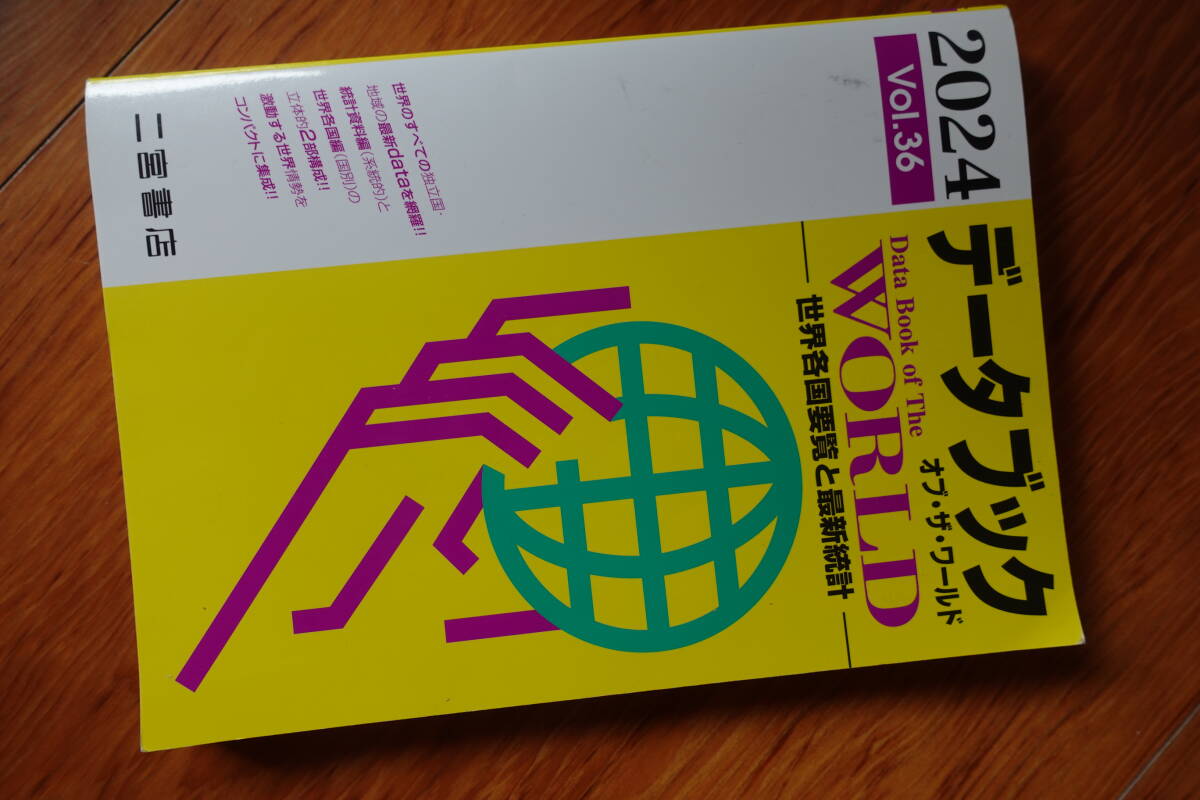 2024
Vol.36
データブック
オブ・ザ・ワールド
Data Book of The
WORLD
世界各国要覧と最新統計
世界のすべての独立国・
地域の最新dataを網羅!!
統計資料編(系統的)と
世界各国編(国別)の
立体的2部構成!!
激動する世界情勢を
コンパクトに集成!!
二宮書店